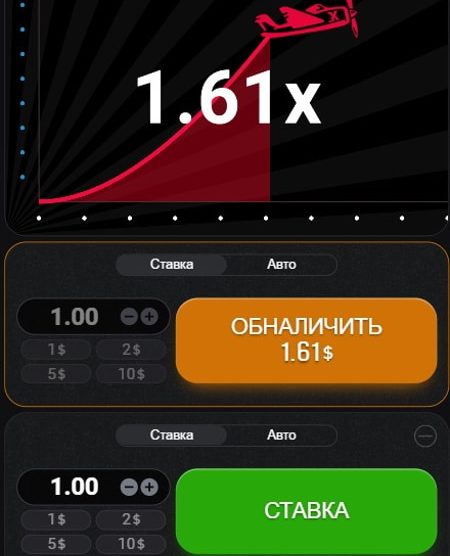 X
1.61x
Ставка Авто
1.00
1$ 2$
5$ 10$
ОБНАЛИЧИТЬ
1.61$
Ставка Авто
1.00
1$ 2$
5$ 10$
СТАВКА